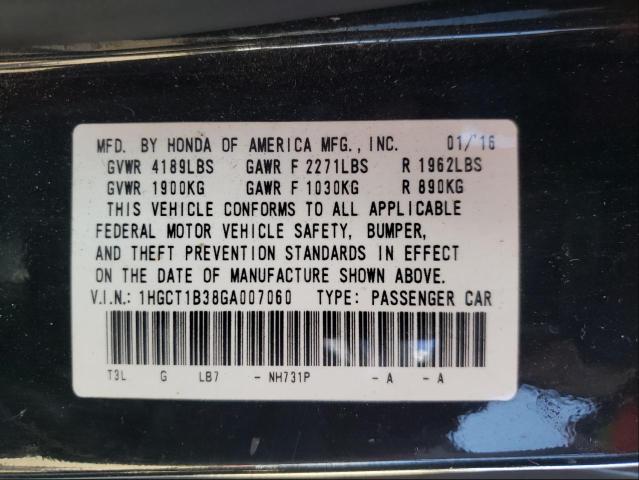 MFD. BY HONDA OF AMERICA MFG., INC. 01/'16
GVWR 4189LBS GAWR F 2271LBS R 1962LBS
GVWR 1900KG GAWR F 1030KG R 890KG
THIS VEHICLE CONFORMS TO ALL APPLICABLE
FEDERAL MOTOR VEHICLE SAFETY, BUMPER,
AND THEFT PREVENTION STANDARDS IN EFFECT
ON THE DATE OF MANUFACTURE SHOWN ABOVE.
V.I.N.: 1HGCT1B38GA007060 TYPE: PASSENGER CAR
T3L G LB7 - NH731P - A - A